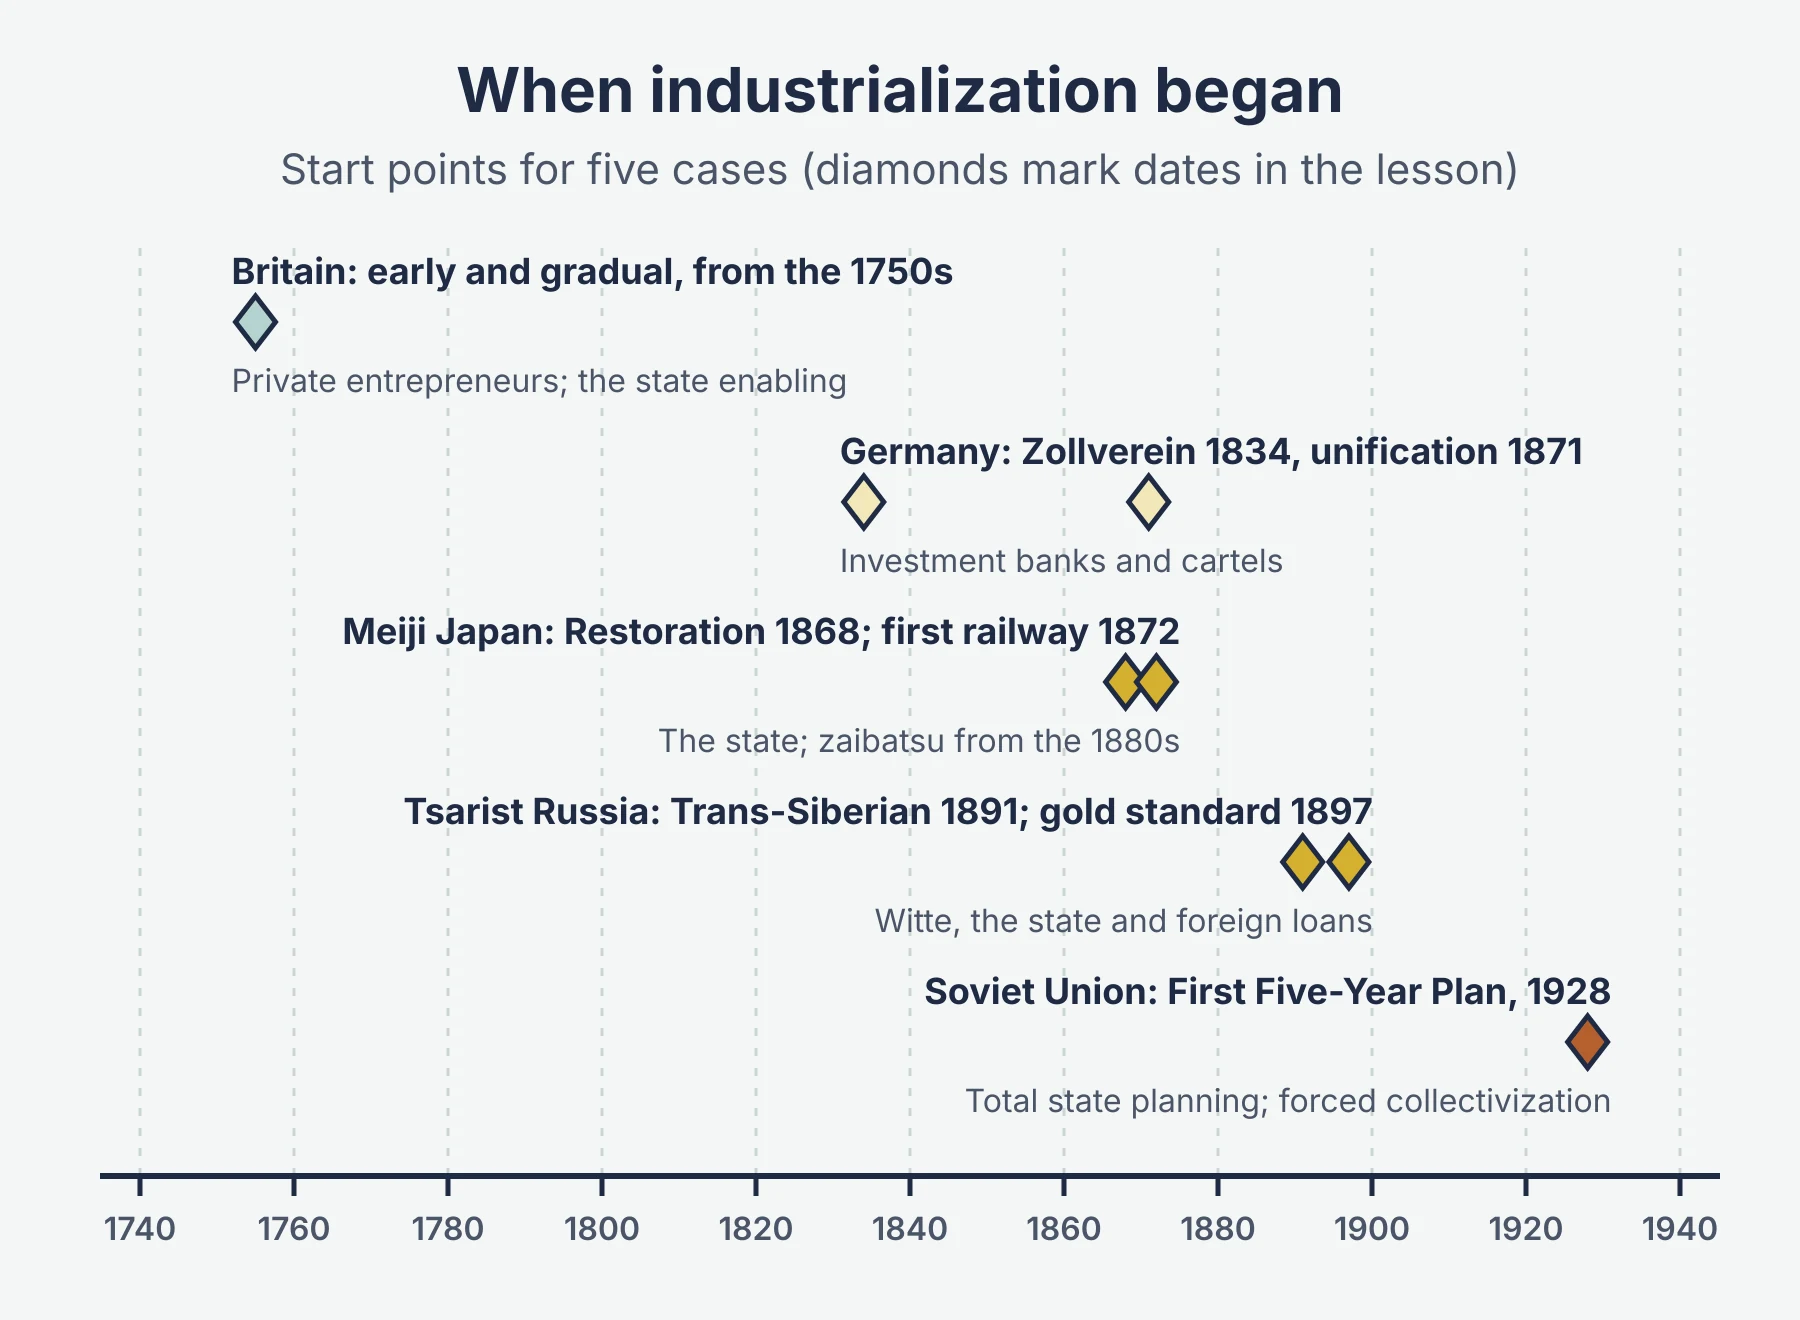 When industrialization began
Start points for five cases (diamonds mark dates in the lesson)
Britain: early and gradual, from the 1750s
Private entrepreneurs; the state enabling
Germany: Zollverein 1834, unification 1871
Investment banks and cartels
Meiji Japan: Restoration 1868; first railway 1872
The state; zaibatsu from the 1880s
Tsarist Russia: Trans-Siberian 1891; gold standard 1897
Witte, the state and foreign loans
Soviet Union: First Five-Year Plan, 1928
Total state planning; forced collectivization
1740 1760 1780 1800 1820 1840 1860 1880 1900 1920 1940